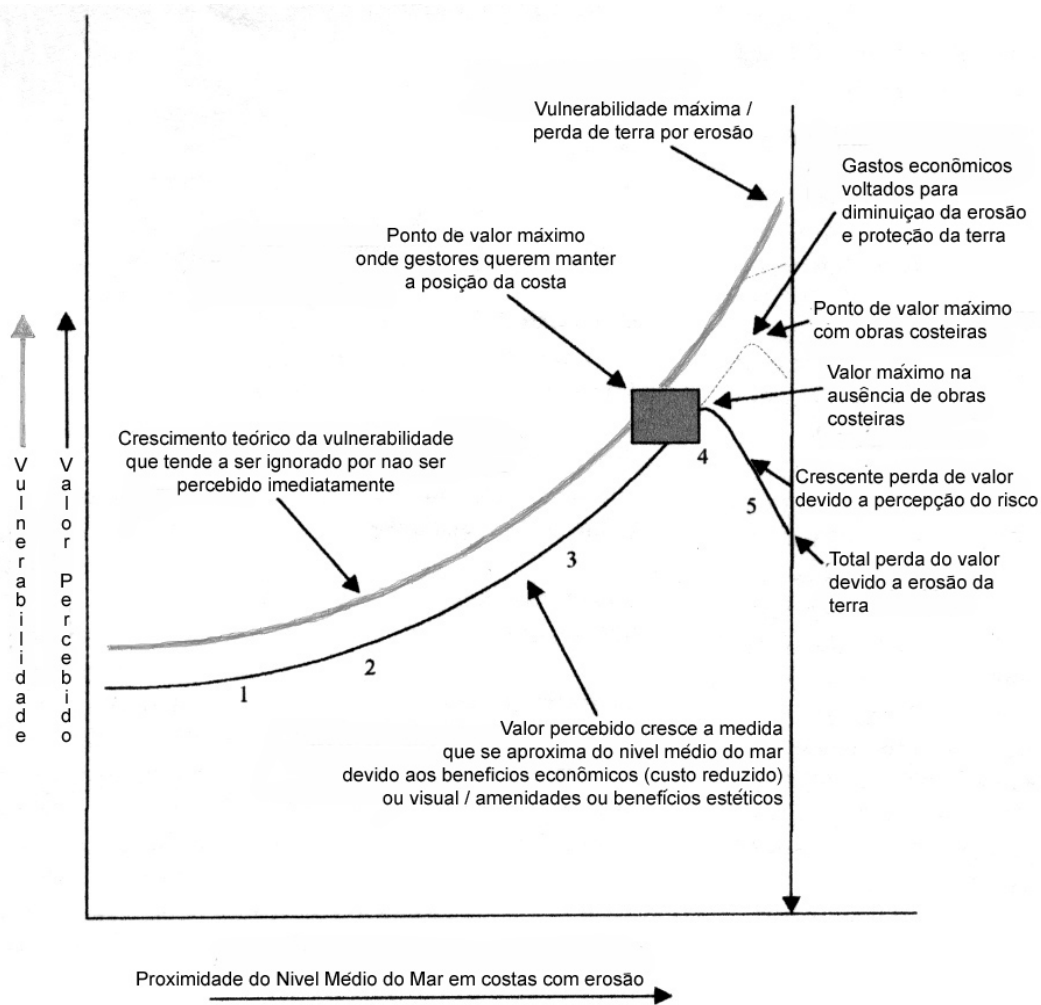 Vulnerabilidade máxima /
perda de terra por erosão
Gastos econômicos
voltados para
diminuiçao da erosão
e proteção da terra
Ponto de valor máximo
onde gestores querem manter
a posição da costa
Ponto de valor máximo
com obras costeiras
Valor máximo na
ausência de obras
costeiras
Crescimento teórico da vulnerabilidade
que tende a ser ignorado por nao ser
percebido imediatamente
4
Crescente perda de valor
devido a percepção do risco
5
3
Total perda do valor
devido a erosão da
terra
2
1
Valor percebido cresce a medida
que se aproxima do nivel médio do mar
devido aos beneficios econômicos (custo reduzido)
ou visual / amenidades ou benefícios estéticos
Vulnerabilidade
Valor Percebido
Proximidade do Nivel Médio do Mar em costas com erosão